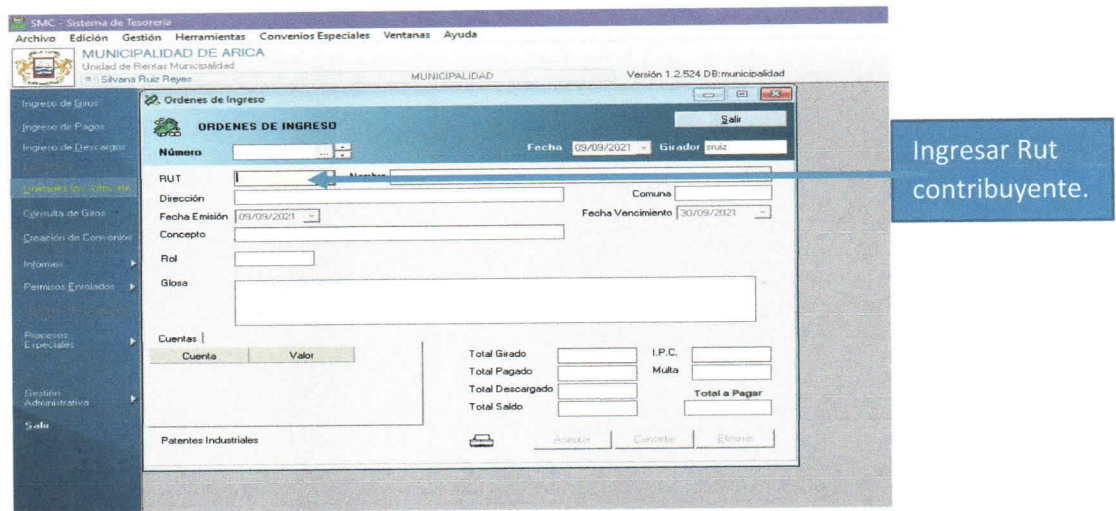 SMC - Sistema de Tesorería
Archivo Edición Gestión Herramientas Convenios Especiales Ventanas Ayuda
MUNICIPALIDAD DE ARICA
Unidad de Rentas Municipalidad
Silvana Ruiz Reyes MUNICIPALIDAD Versión 1.2.524 DB:municipalidad
Ingreso de Giros
Ingreso de Pagos
Ingreso de Descargos
Consulta de Giros
Creación de Convenios
Informes
Permisos Enrolados
Procesos Especiales
Gestión Administrativa
Salir
Ordenes de Ingreso
ORDENES DE INGRESO Salir
Número ... Fecha 09/09/2021 Girador sruiz
RUT Nombre
Dirección Comuna
Fecha Emisión 09/09/2021 Fecha Vencimiento 30/09/2021
Concepto
Rol
Glosa
Cuentas
Cuenta Valor
Total Girado I.P.C.
Total Pagado Multa
Total Descargado Total a Pagar
Total Saldo
Patentes Industriales Aceptar Cancelar Eliminar
Ingresar Rut
contribuyente.